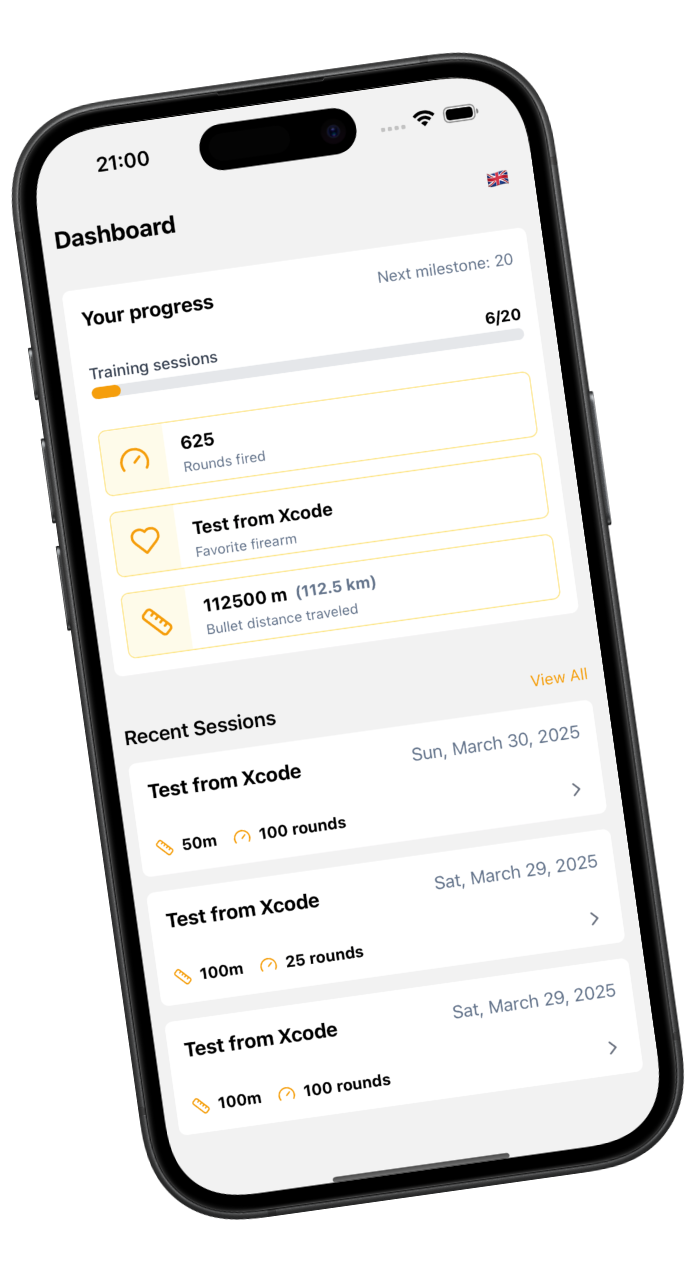 21:00
Dashboard
Your progress
Next milestone: 20
Training sessions
6/20
625
Rounds fired
Test from Xcode
Favorite firearm
112500 m (112.5 km)
Bullet distance traveled
Recent Sessions
View All
Test from Xcode
Sun, March 30, 2025
50m
100 rounds
Test from Xcode
Sat, March 29, 2025
100m
25 rounds
Test from Xcode
Sat, March 29, 2025
100m
100 rounds